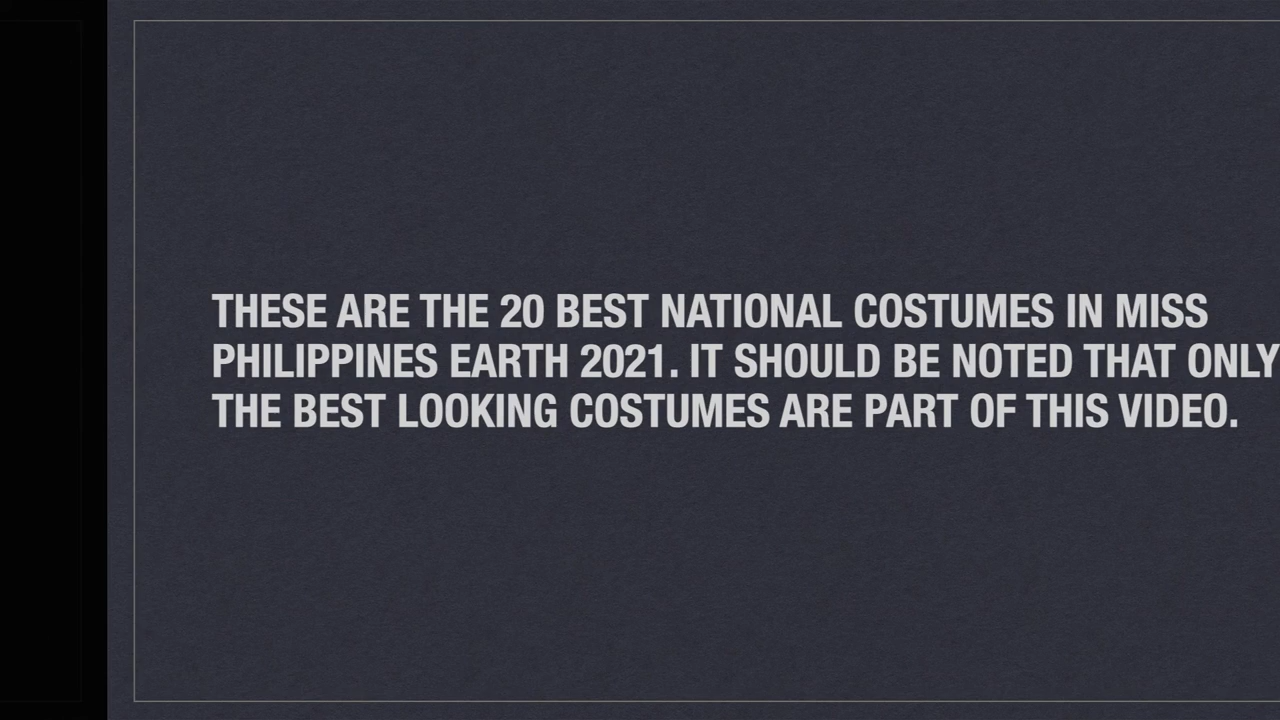 THESE ARE THE 20 BEST NATIONAL COSTUMES IN MISS
PHILIPPINES EARTH 2021. IT SHOULD BE NOTED THAT ONLY
THE BEST LOOKING COSTUMES ARE PART OF THIS VIDEO.